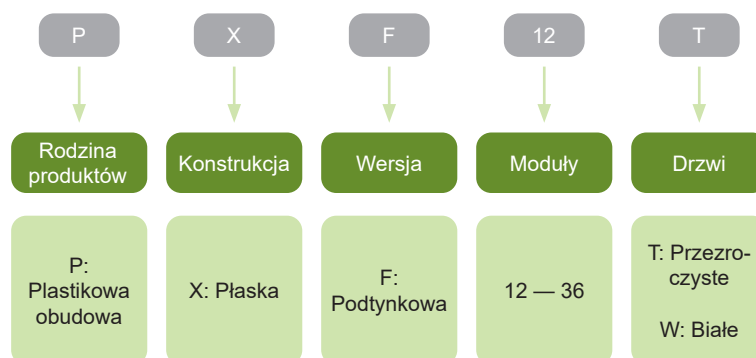 P
X
F
12
T
Rodzina
produktów
Konstrukcja
Wersja
Moduły
Drzwi
P:
Plastikowa
obudowa
X: Płaska
F:
Podtynkowa
12 — 36
T: Przezro-
czyste
W: Białe